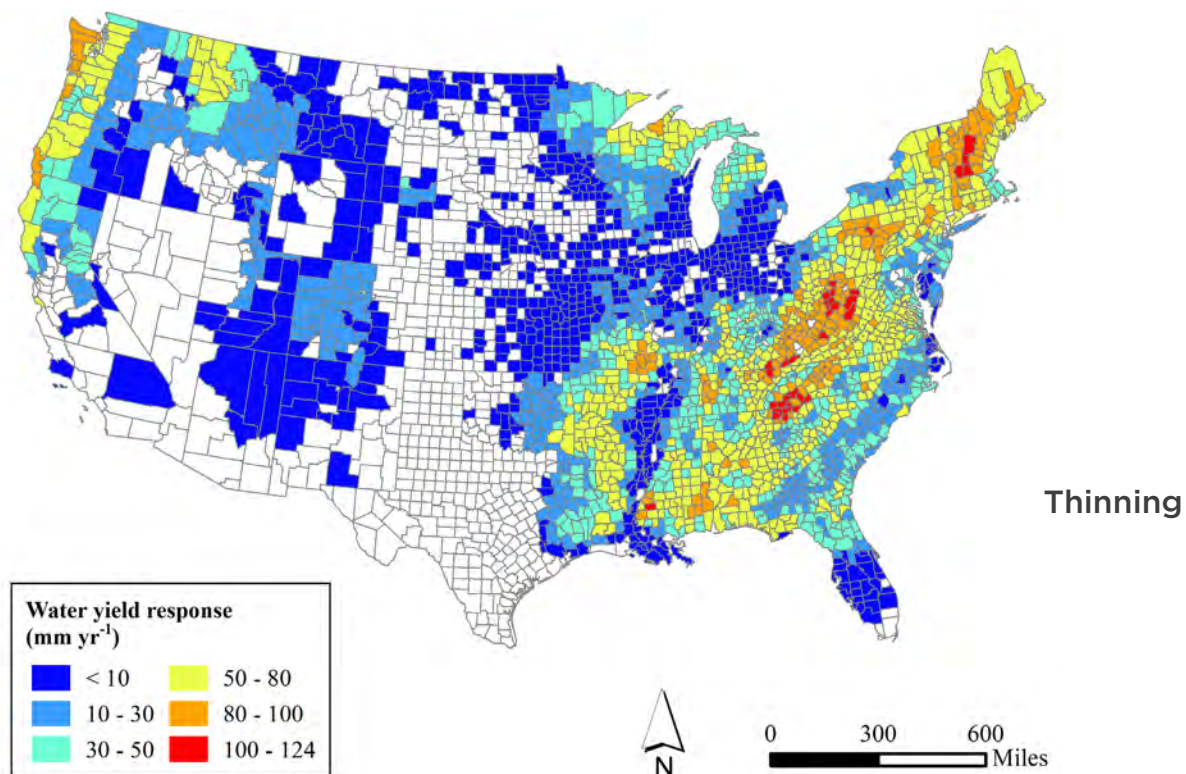 Thinning
Water yield response
(mm yr⁻¹)
< 10
50 - 80
10 - 30
80 - 100
30 - 50
100 - 124
N
0 300 600
Miles